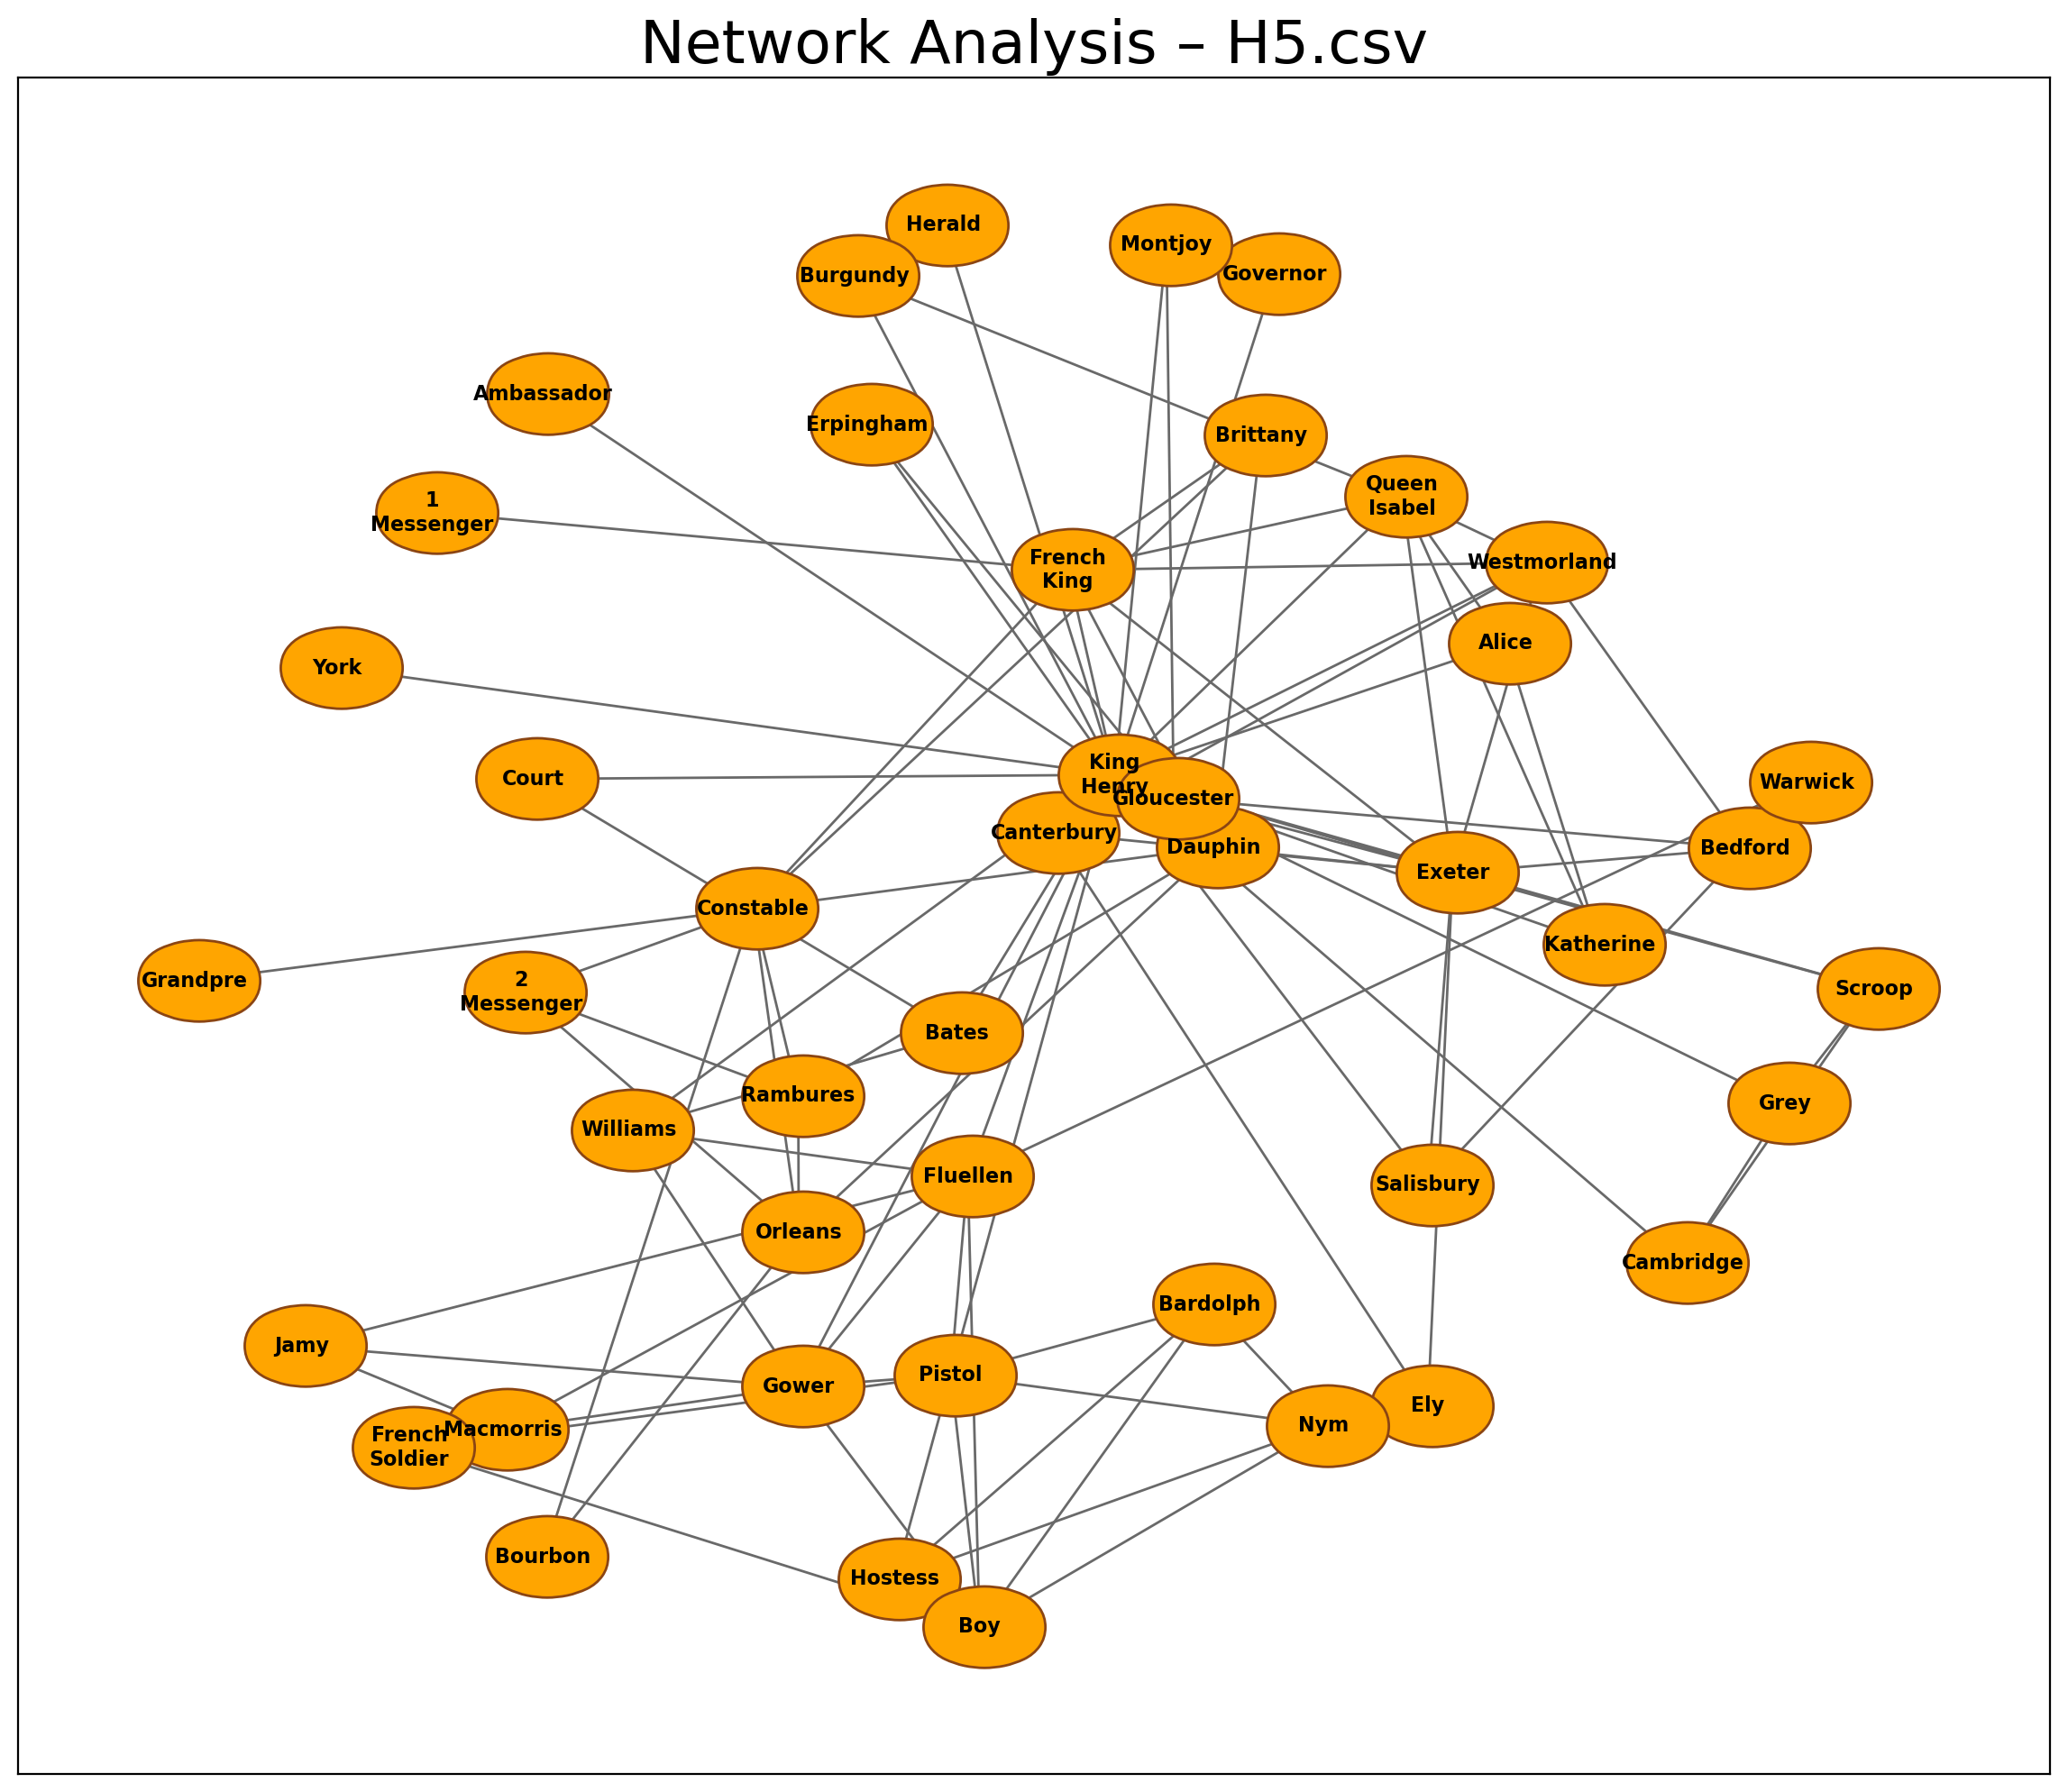 Network Analysis – H5.csv
Herald
Montjoy
Governor
Burgundy
Ambassador
Erpingham
Brittany
Queen
Isabel
1
Messenger
French
King
Westmorland
Alice
York
King
Henry
Court
Gloucester
Warwick
Canterbury
Dauphin
Bedford
Exeter
Constable
Katherine
Grandpre
2
Messenger
Scroop
Bates
Rambures
Grey
Williams
Fluellen
Salisbury
Orleans
Cambridge
Bardolph
Jamy
Gower
Pistol
Ely
Nym
Macmorris
French
Soldier
Bourbon
Hostess
Boy